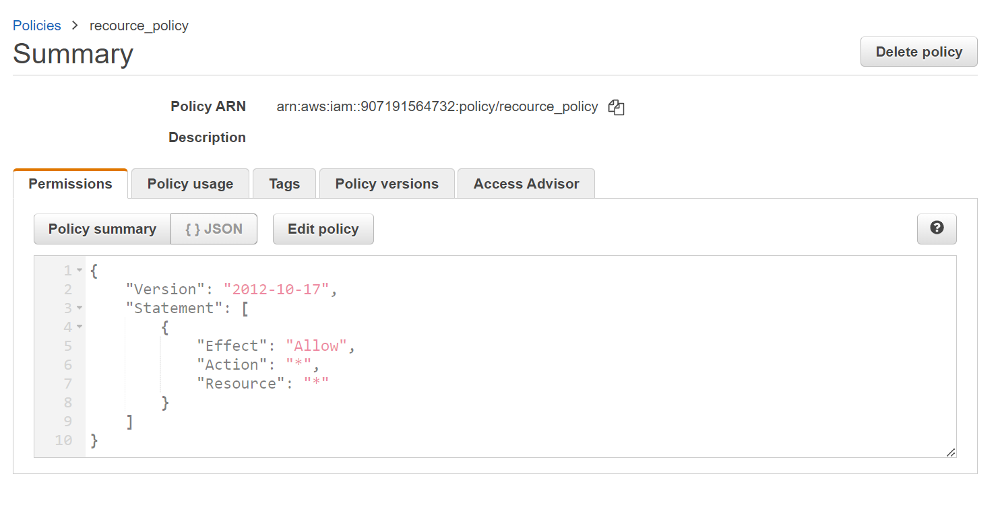 Policies > recource_policy
Summary
Delete policy
Policy ARN arn:aws:iam::907191564732:policy/recource_policy
Description
Permissions Policy usage Tags Policy versions Access Advisor
Policy summary { } JSON Edit policy ?
1 {
2 "Version": "2012-10-17",
3 "Statement": [
4 {
5 "Effect": "Allow",
6 "Action": "*",
7 "Resource": "*"
8 }
9 ]
10 }